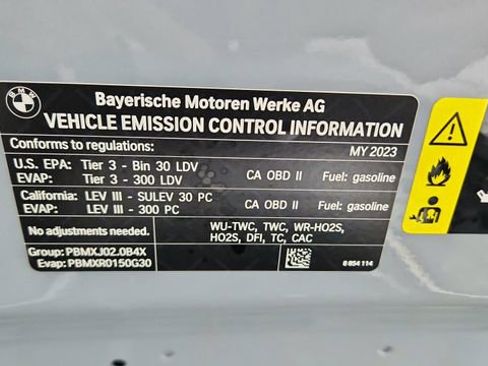 BMW
Bayerische Motoren Werke AG
VEHICLE EMISSION CONTROL INFORMATION
Conforms to regulations: MY 2023
U.S. EPA: Tier 3 - Bin 30 LDV
EVAP: Tier 3 - 300 LDV CA OBD II Fuel: gasoline
California: LEV III - SULEV 30 PC
EVAP: LEV III - 300 PC CA OBD II Fuel: gasoline
No adjustments needed. WU-TWC, TWC, WR-HO2S,
HO2S, DFI, TC, CAC
Group: PBMXJ02.0B4X
Evap: PBMXR0150G30 8 854 114